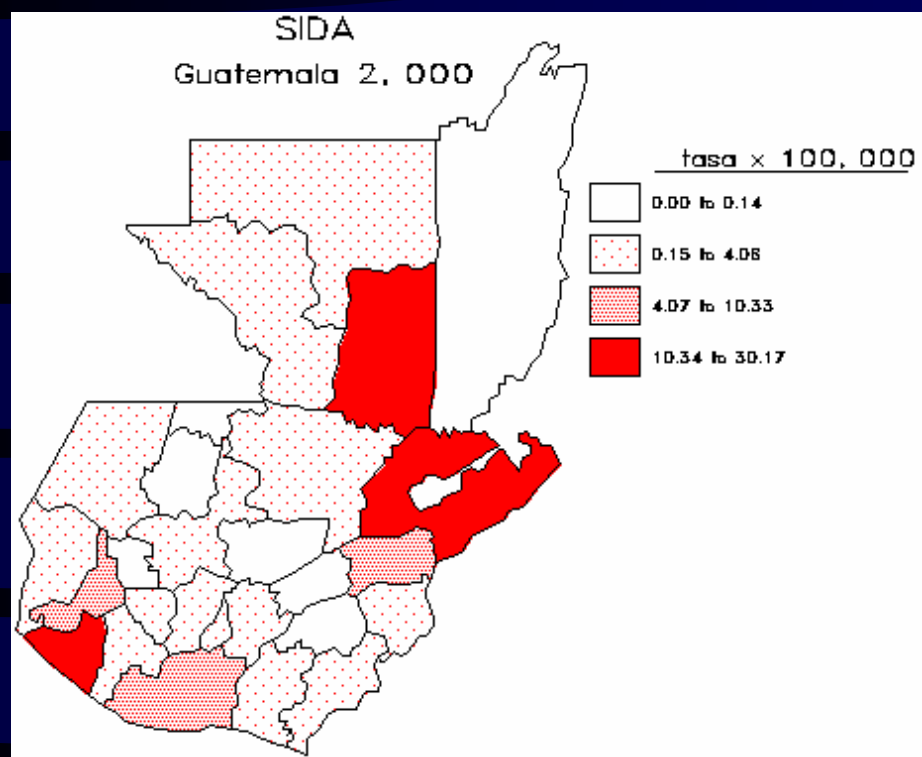 SIDA
Guatemala 2, 000
tasa x 100, 000
0.00 to 0.14
0.15 to 4.06
4.07 to 10.33
10.34 to 30.17